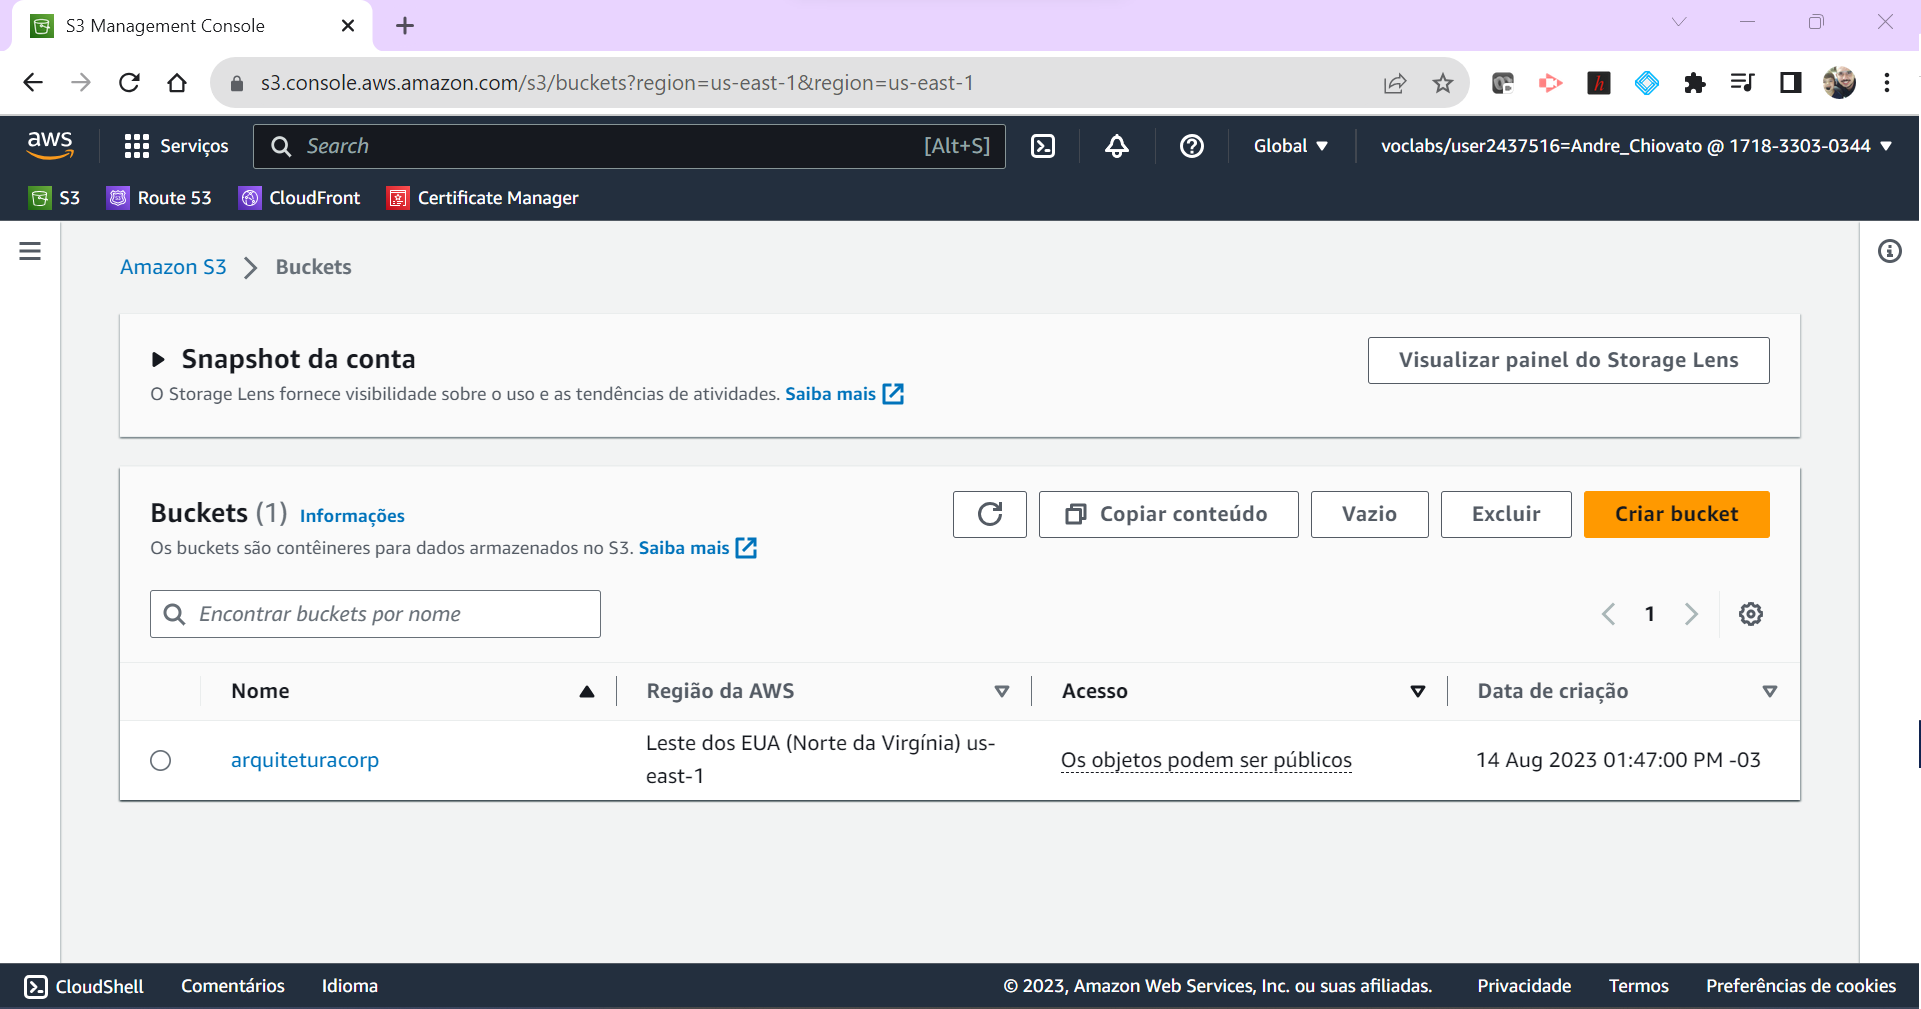 S3 Management Console
s3.console.aws.amazon.com/s3/buckets?region=us-east-1&region=us-east-1
aws
Serviços
Search
[Alt+S]
Global
voclabs/user2437516=Andre_Chiovato @ 1718-3303-0344
S3
Route 53
CloudFront
Certificate Manager
Amazon S3
Buckets
Snapshot da conta
O Storage Lens fornece visibilidade sobre o uso e as tendências de atividades. Saiba mais
Visualizar painel do Storage Lens
Buckets (1)
Informações
Os buckets são contêineres para dados armazenados no S3. Saiba mais
Copiar conteúdo
Vazio
Excluir
Criar bucket
Encontrar buckets por nome
1
Nome
Região da AWS
Acesso
Data de criação
arquiteturacorp
Leste dos EUA (Norte da Virgínia) us-
east-1
Os objetos podem ser públicos
14 Aug 2023 01:47:00 PM -03
CloudShell
Comentários
Idioma
© 2023, Amazon Web Services, Inc. ou suas afiliadas.
Privacidade
Termos
Preferências de cookies